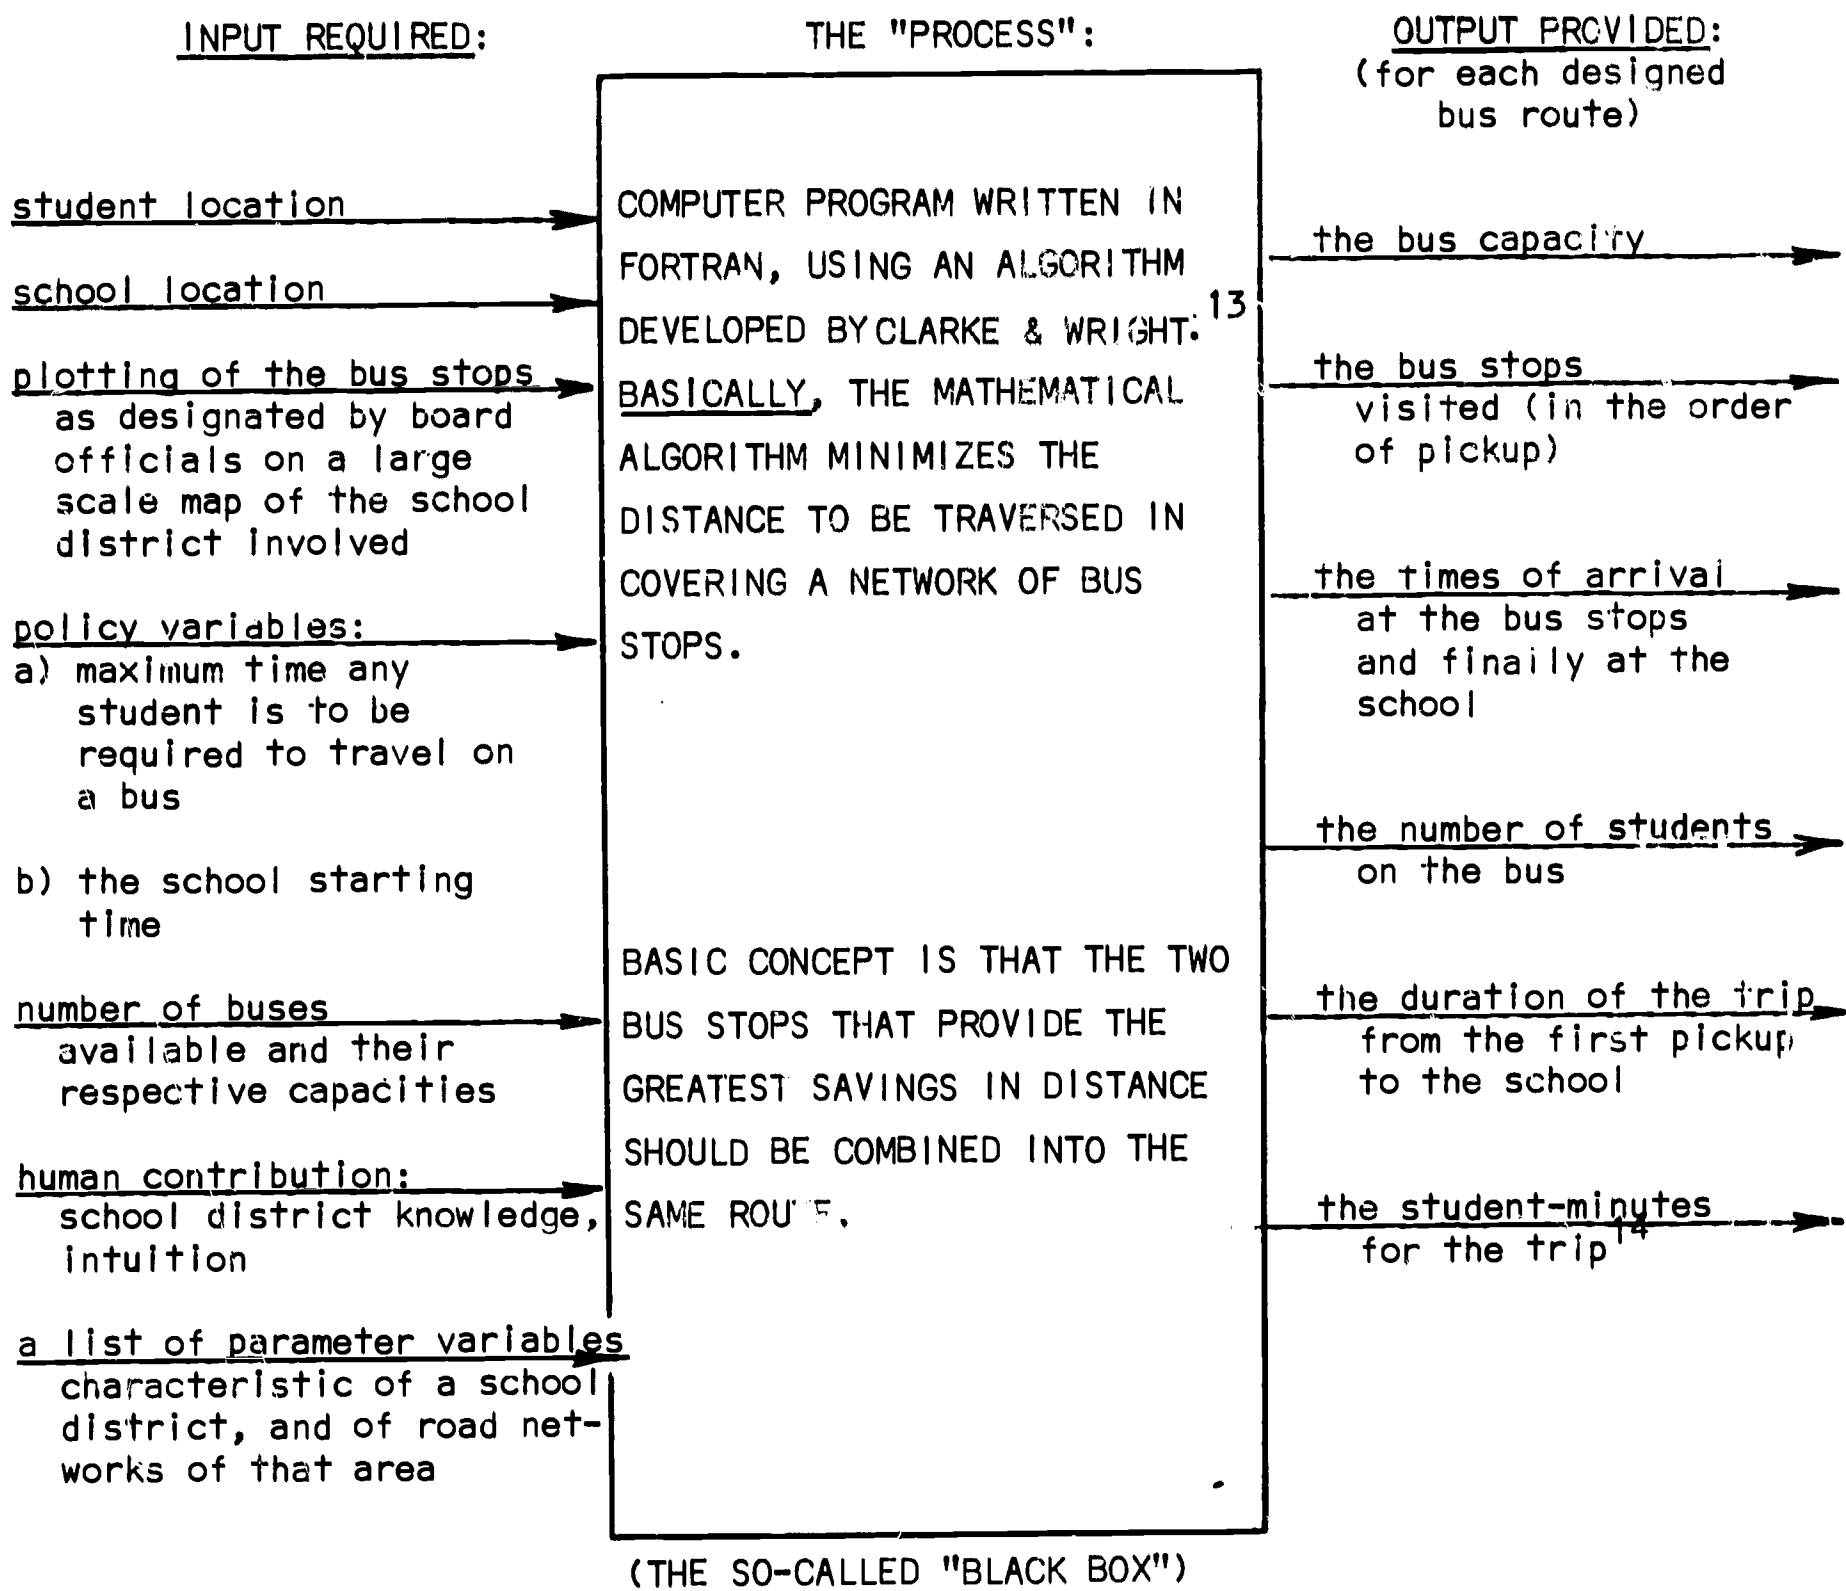 INPUT REQUIRED:
student location
school location
plotting of the bus stops
as designated by board
officials on a large
scale map of the school
district involved
policy variables:
a) maximum time any
student is to be
required to travel on
a bus
b) the school starting
time
number of buses
available and their
respective capacities
human contribution:
school district knowledge,
intuition
a list of parameter variables
characteristic of a school
district, and of road net-
works of that area
THE "PROCESS":
COMPUTER PROGRAM WRITTEN IN
FORTRAN, USING AN ALGORITHM
DEVELOPED BY CLARKE & WRIGHT.13
BASICALLY, THE MATHEMATICAL
ALGORITHM MINIMIZES THE
DISTANCE TO BE TRAVERSED IN
COVERING A NETWORK OF BUS
STOPS.
BASIC CONCEPT IS THAT THE TWO
BUS STOPS THAT PROVIDE THE
GREATEST SAVINGS IN DISTANCE
SHOULD BE COMBINED INTO THE
SAME ROUTE.
(THE SO-CALLED "BLACK BOX")
OUTPUT PROVIDED:
(for each designed
bus route)
the bus capacity
the bus stops
visited (in the order
of pickup)
the times of arrival
at the bus stops
and finally at the
school
the number of students
on the bus
the duration of the trip
from the first pickup
to the school
the student-minutes
for the trip14